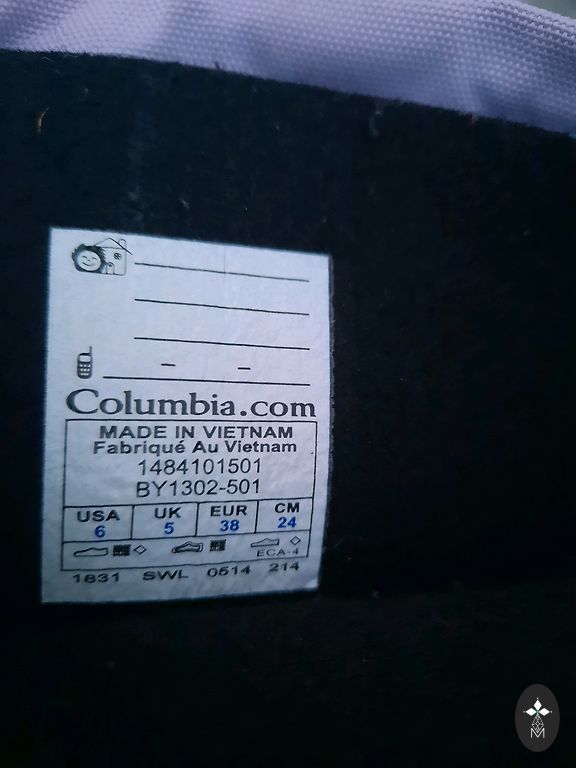 Columbia.com
MADE IN VIETNAM
Fabriqué Au Vietnam
1484101501
BY1302-501
USA UK EUR CM
6 5 38 24
ECA-4
1831 SWL 0514 214
M